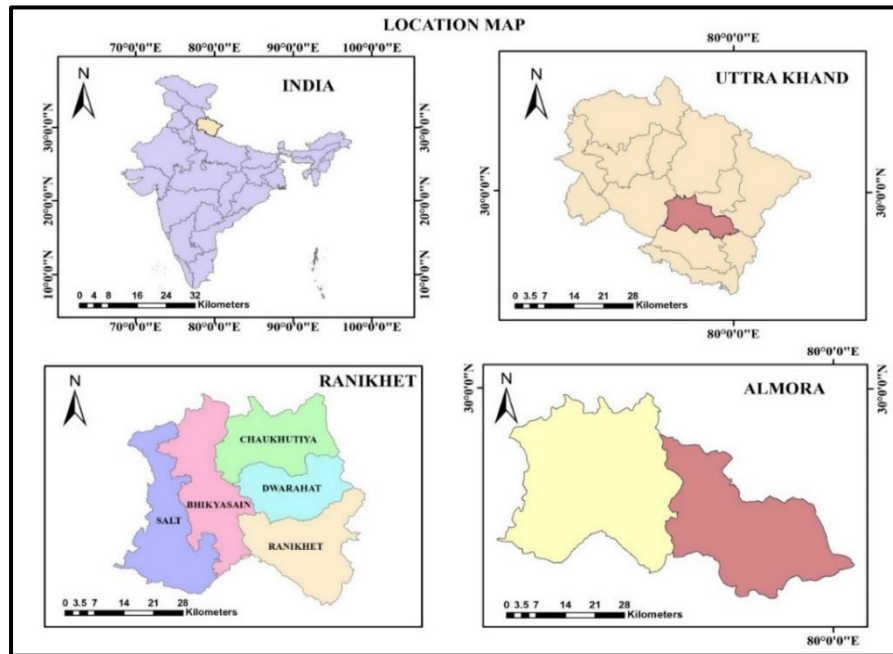 LOCATION MAP
70°0'0"E 80°0'0"E 90°0'0"E 100°0'0"E
N
INDIA
30°0'0"N
20°0'0"N
10°0'0"N
30°0'0"N
20°0'0"N
10°0'0"N
0 4 8 16 24 32
Kilometers
70°0'0"E 80°0'0"E 90°0'0"E 100°0'0"E
80°0'0"E
N
UTTRA KHAND
30°0'0"N
30°0'0"N
0 3.5 7 14 21 28
Kilometers
80°0'0"E
N
RANIKHET
CHAUKHUTIYA
DWARAHAT
BHIKYASAIN
SALT
RANIKHET
0 3.5 7 14 21 28
Kilometers
80°0'0"E
N
ALMORA
30°0'0"N
30°0'0"N
0 3.5 7 14 21 28
Kilometers
80°0'0"E